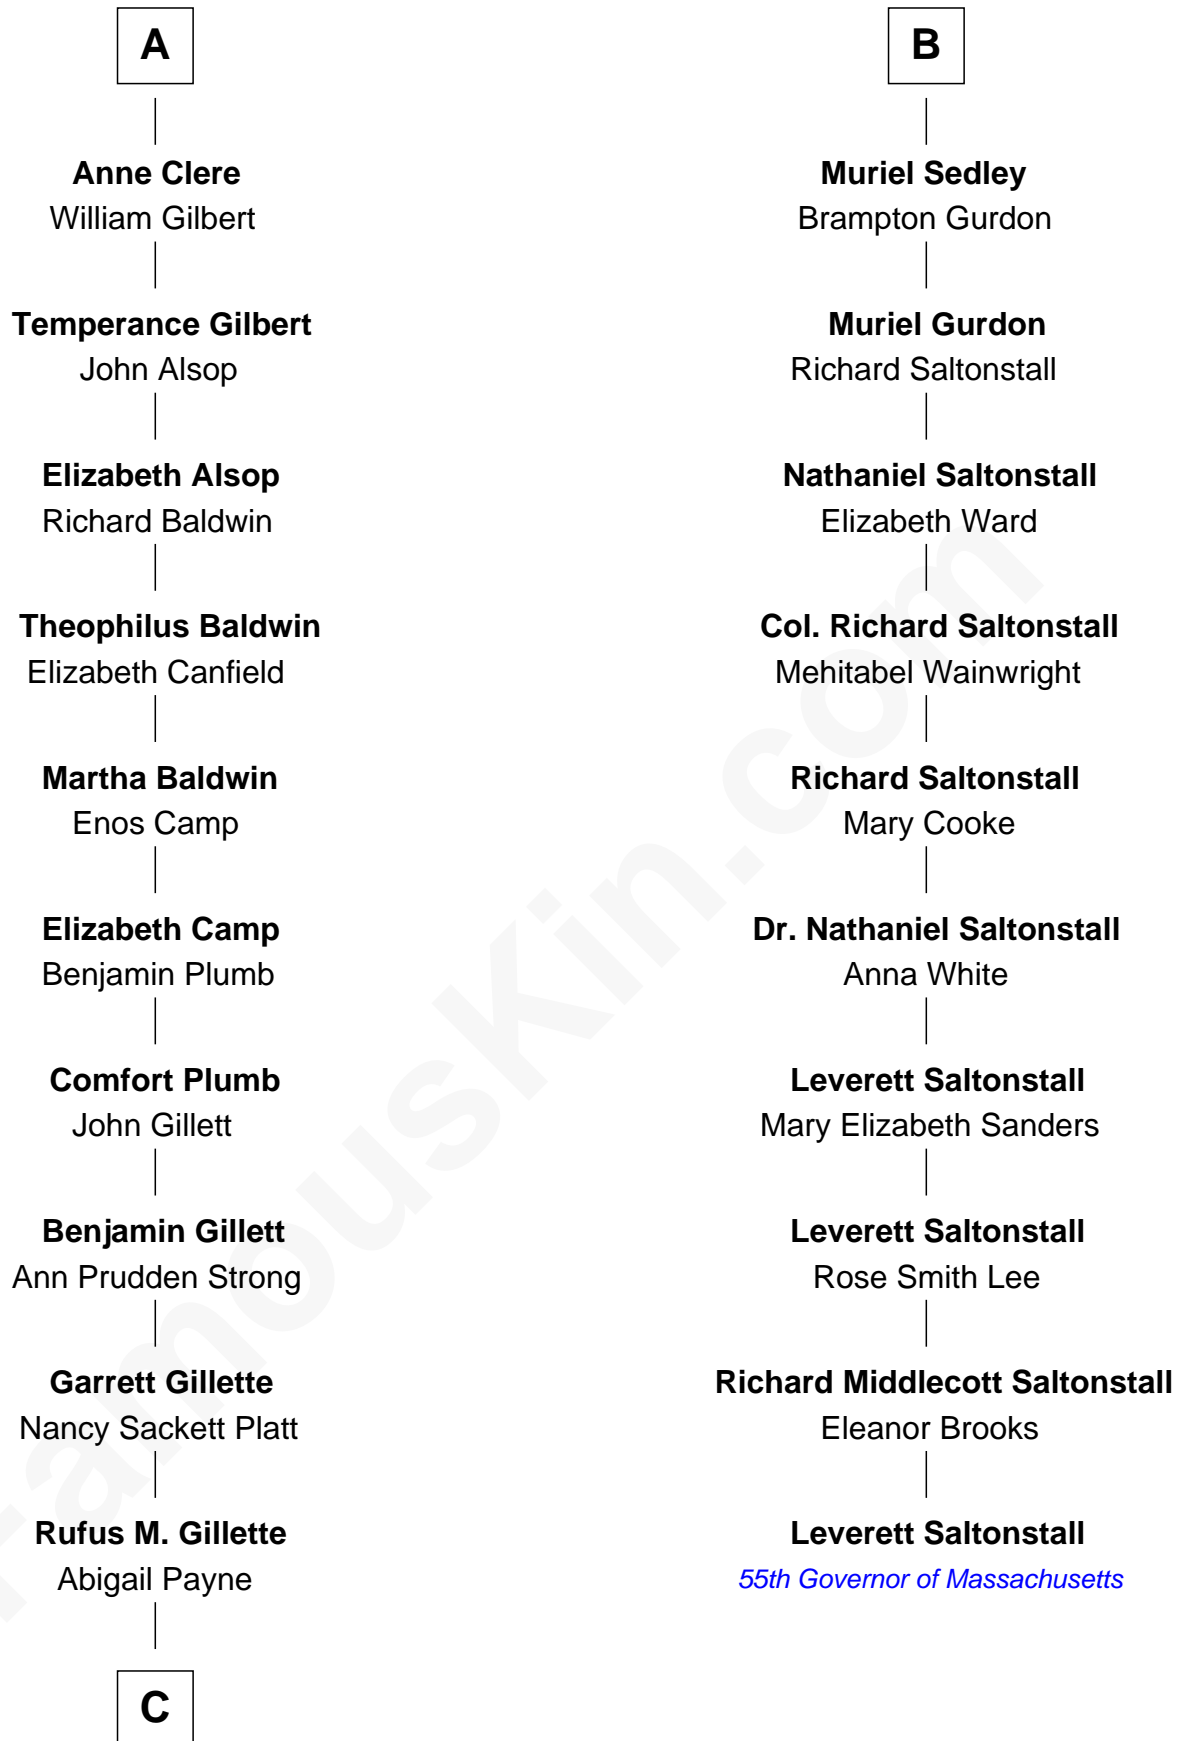 A
Anne Clere
William Gilbert
Temperance Gilbert
John Alsop
Elizabeth Alsop
Richard Baldwin
Theophilus Baldwin
Elizabeth Canfield
Martha Baldwin
Enos Camp
Elizabeth Camp
Benjamin Plumb
Comfort Plumb
John Gillett
Benjamin Gillett
Ann Prudden Strong
Garrett Gillette
Nancy Sackett Platt
Rufus M. Gillette
Abigail Payne
C
B
Muriel Sedley
Brampton Gurdon
Muriel Gurdon
Richard Saltonstall
Nathaniel Saltonstall
Elizabeth Ward
Col. Richard Saltonstall
Mehitabel Wainwright
Richard Saltonstall
Mary Cooke
Dr. Nathaniel Saltonstall
Anna White
Leverett Saltonstall
Mary Elizabeth Sanders
Leverett Saltonstall
Rose Smith Lee
Richard Middlecott Saltonstall
Eleanor Brooks
Leverett Saltonstall
55th Governor of Massachusetts
FamousKin.com